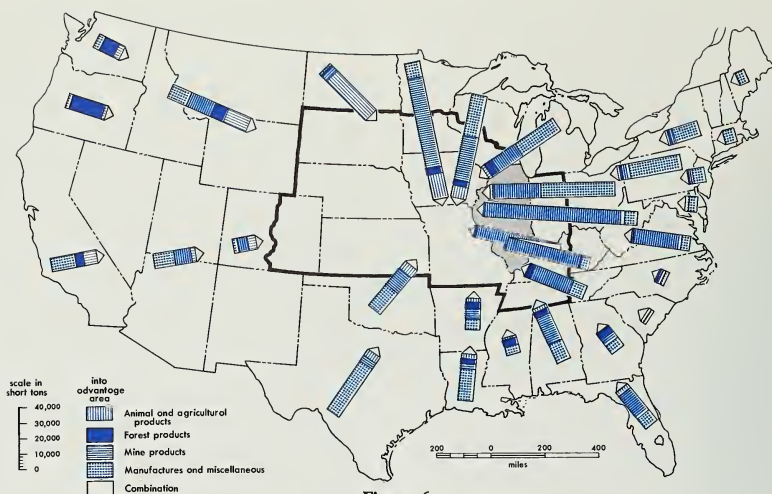 scale in
short tons
40,000
30,000
20,000
10,000
0
into
advantage
area
Animal and agricultural
products
Forest products
Mine products
Manufactures and miscellaneous
Combination
200 0 200 400
miles